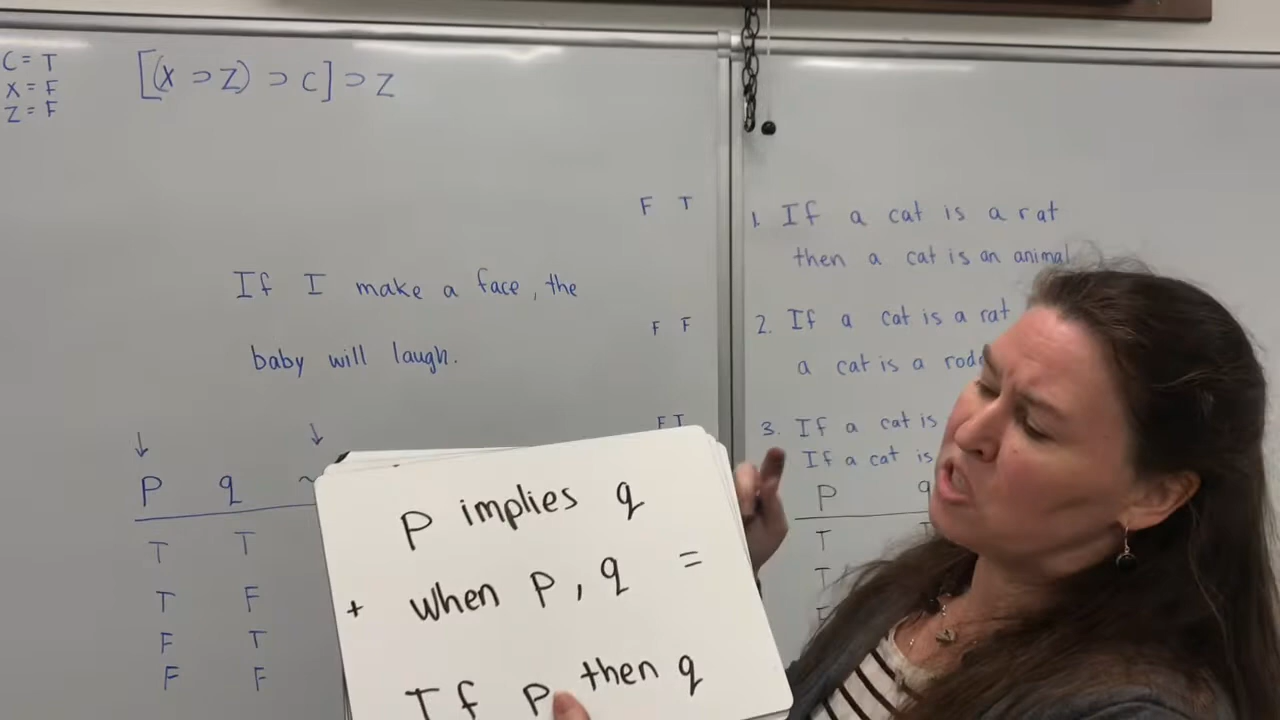 C = T
X = F
Z = F
[(X ⊃ Z) ⊃ C] ⊃ Z
If I make a face, the
baby will laugh.
P q ~
T T
T F
F T
F F
F T
F F
F T
1. If a cat is a rat
then a cat is an animal
2. If a cat is a rat
a cat is a
3. If a cat is
If a cat is
P q
T
T
P implies q
+ when P, q =
If P then q